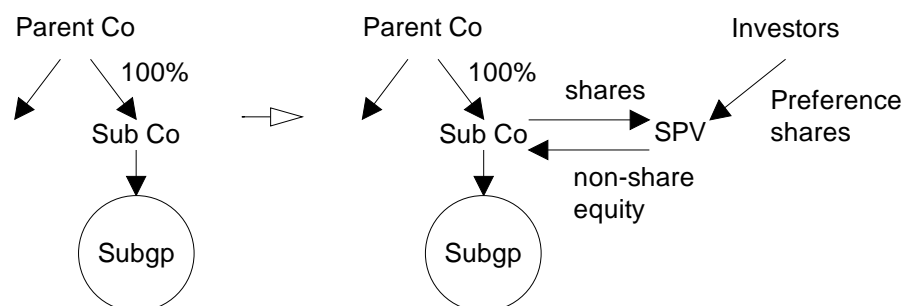 Parent Co
100%
Sub Co
Subgp
Parent Co
100%
Sub Co
Subgp
shares
SPV
non-share
equity
Investors
Preference
shares